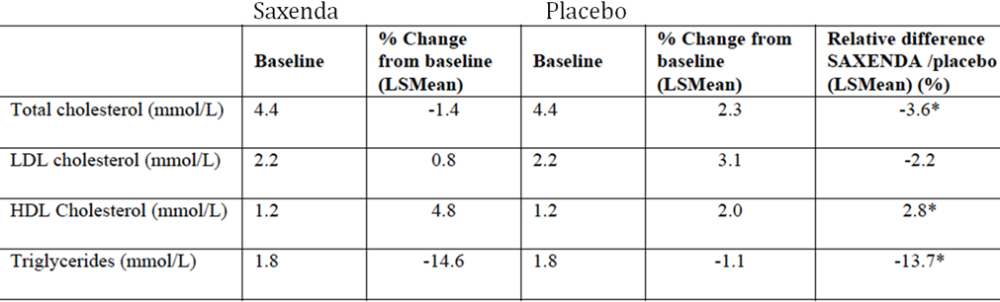 Saxenda Placebo
Baseline % Change from baseline (LSMean) Baseline % Change from baseline (LSMean) Relative difference SAXENDA /placebo (LSMean) (%)
Total cholesterol (mmol/L) 4.4 -1.4 4.4 2.3 -3.6*
LDL cholesterol (mmol/L) 2.2 0.8 2.2 3.1 -2.2
HDL Cholesterol (mmol/L) 1.2 4.8 1.2 2.0 2.8*
Triglycerides (mmol/L) 1.8 -14.6 1.8 -1.1 -13.7*